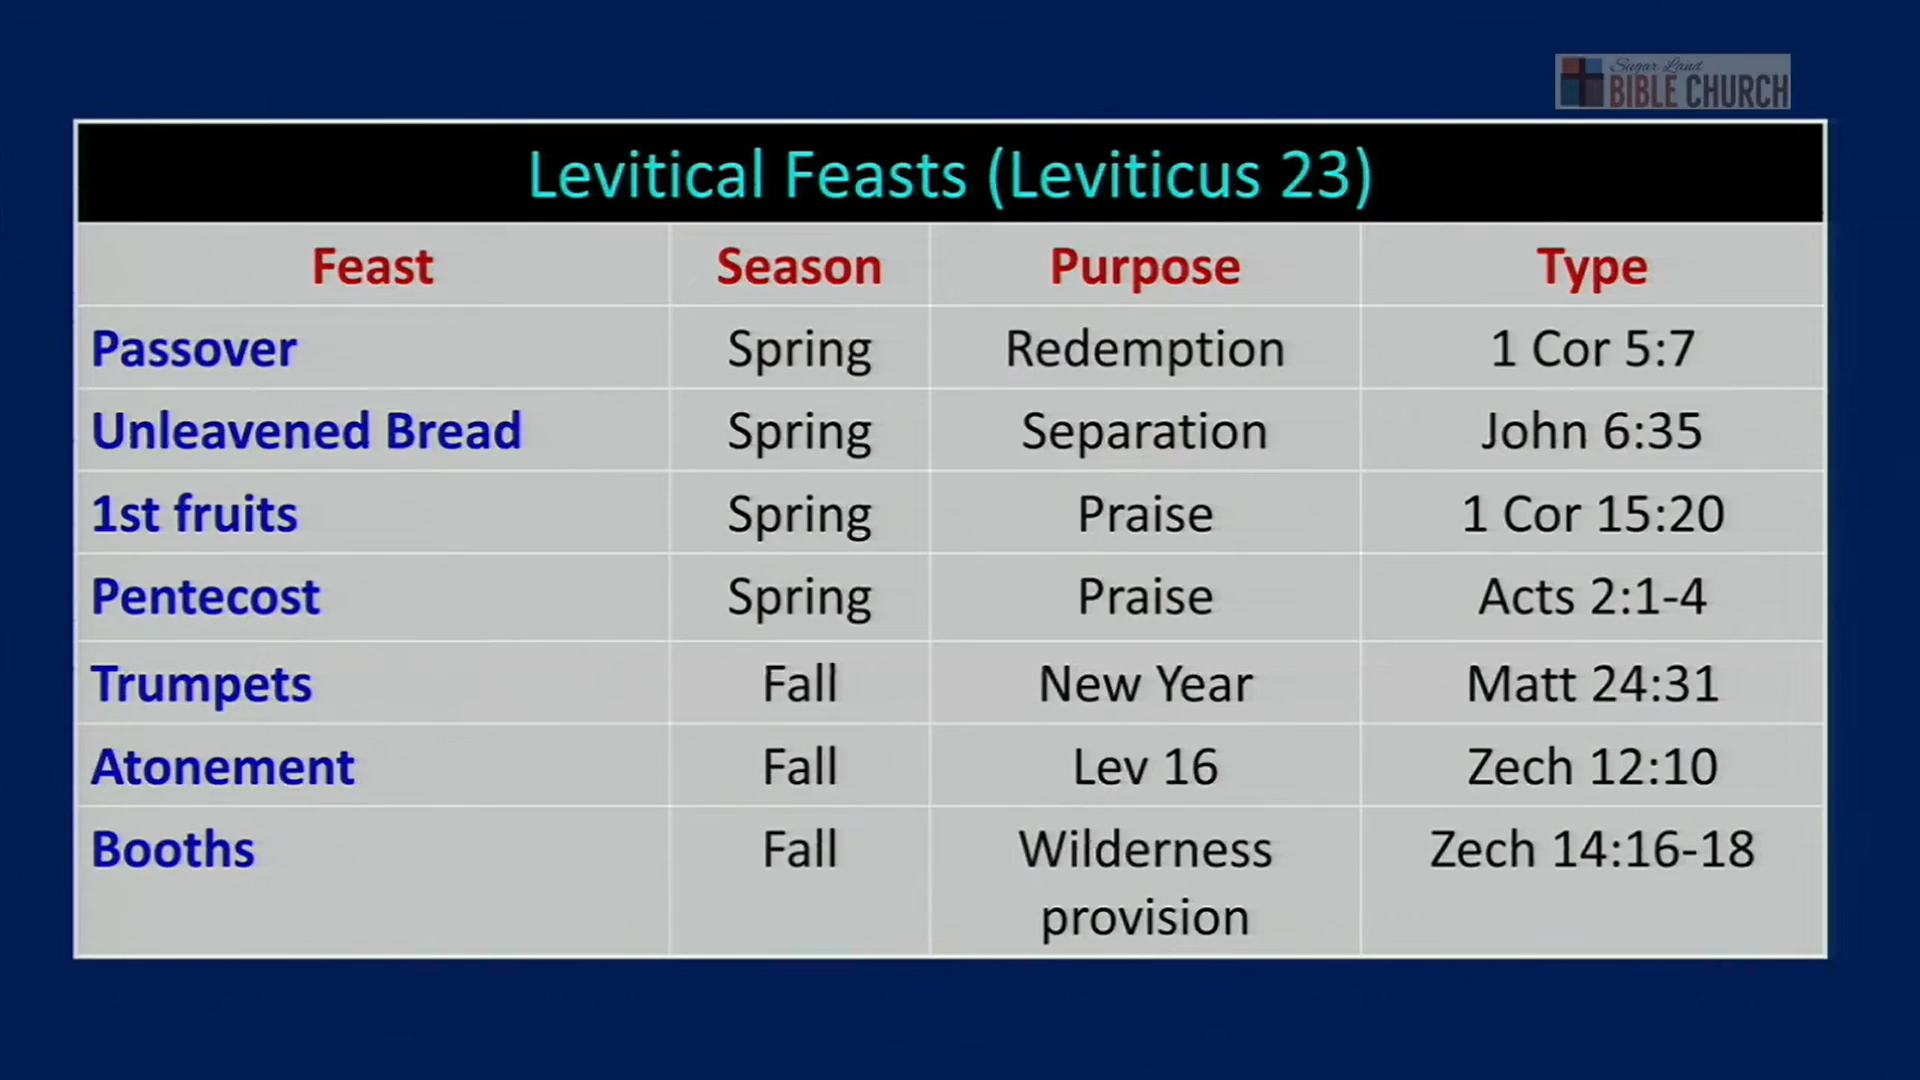 Sugar Land
BIBLE CHURCH
Levitical Feasts (Leviticus 23)
Feast Season Purpose Type
Passover Spring Redemption 1 Cor 5:7
Unleavened Bread Spring Separation John 6:35
1st fruits Spring Praise 1 Cor 15:20
Pentecost Spring Praise Acts 2:1-4
Trumpets Fall New Year Matt 24:31
Atonement Fall Lev 16 Zech 12:10
Booths Fall Wilderness Zech 14:16-18
provision